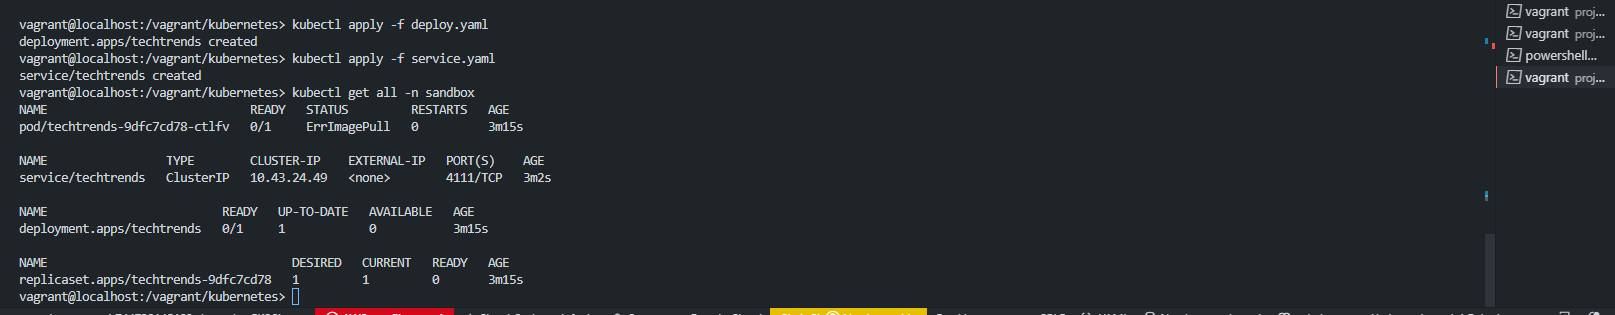 vagrant@localhost:/vagrant/kubernetes> kubectl apply -f deploy.yaml
deployment.apps/techtrends created
vagrant@localhost:/vagrant/kubernetes> kubectl apply -f service.yaml
service/techtrends created
vagrant@localhost:/vagrant/kubernetes> kubectl get all -n sandbox
NAME READY STATUS RESTARTS AGE
pod/techtrends-9dfc7cd78-ctlfv 0/1 ErrImagePull 0 3m15s
NAME TYPE CLUSTER-IP EXTERNAL-IP PORT(S) AGE
service/techtrends ClusterIP 10.43.24.49 <none> 4111/TCP 3m2s
NAME READY UP-TO-DATE AVAILABLE AGE
deployment.apps/techtrends 0/1 1 0 3m15s
NAME DESIRED CURRENT READY AGE
replicaset.apps/techtrends-9dfc7cd78 1 1 0 3m15s
vagrant@localhost:/vagrant/kubernetes>
vagrant proj...
vagrant proj...
powershell...
vagrant proj...